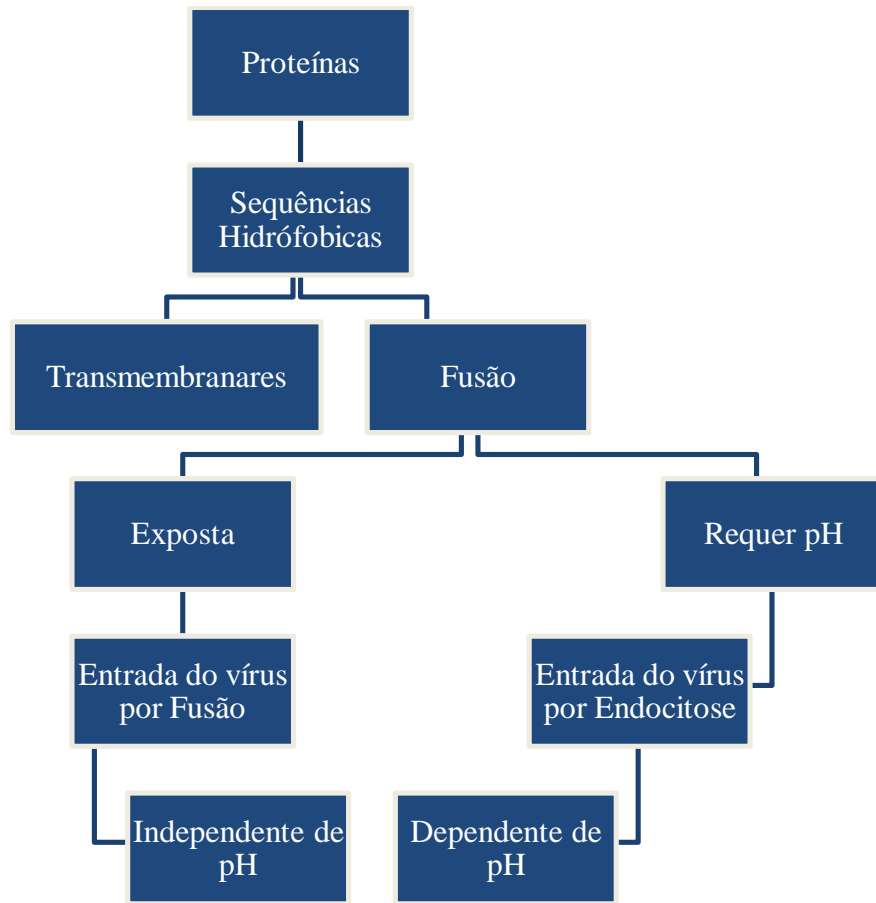 Proteínas
Sequências
Hidrófobicas
Transmembranares
Fusão
Exposta
Requer pH
Entrada do vírus
por Fusão
Entrada do vírus
por Endocitose
Independente de
pH
Dependente de
pH